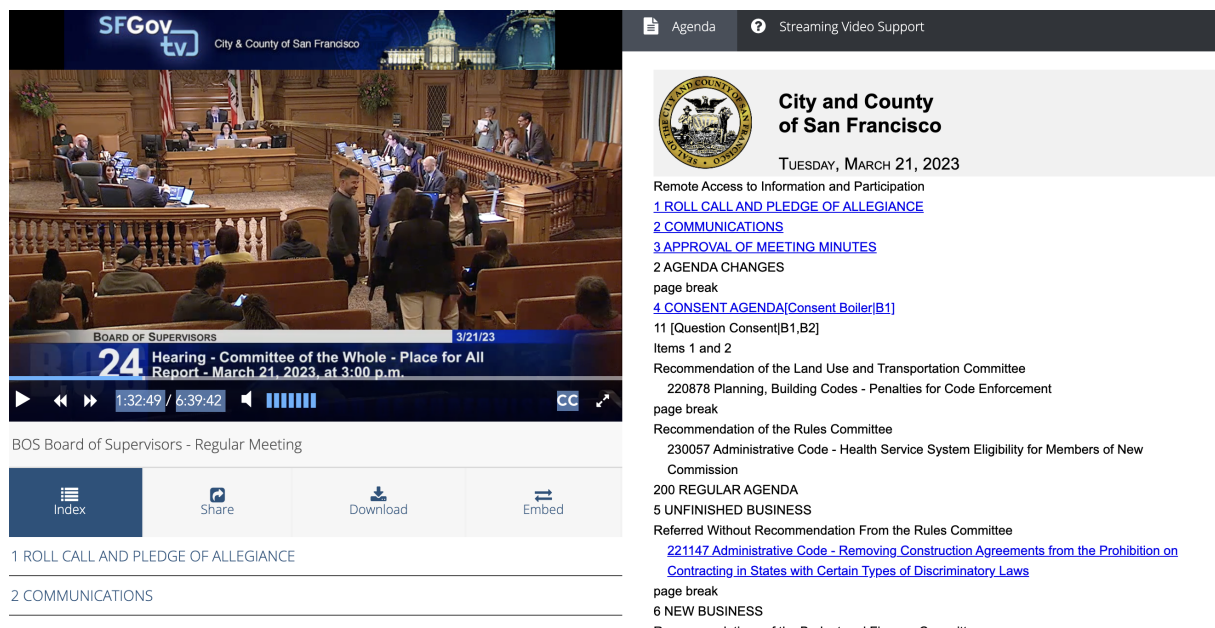 SFGov
tv
City & County of San Francisco
BOARD OF SUPERVISORS
3/21/23
24
Hearing - Committee of the Whole - Place for All
Report - March 21, 2023, at 3:00 p.m.
1:32:49 / 6:39:42
CC
BOS Board of Supervisors - Regular Meeting
Index
Share
Download
Embed
1 ROLL CALL AND PLEDGE OF ALLEGIANCE
2 COMMUNICATIONS
Agenda
? Streaming Video Support
City and County
of San Francisco
TUESDAY, MARCH 21, 2023
Remote Access to Information and Participation
1 ROLL CALL AND PLEDGE OF ALLEGIANCE
2 COMMUNICATIONS
3 APPROVAL OF MEETING MINUTES
2 AGENDA CHANGES
page break
4 CONSENT AGENDA[Consent Boiler|B1]
11 [Question Consent|B1,B2]
Items 1 and 2
Recommendation of the Land Use and Transportation Committee
220878 Planning, Building Codes - Penalties for Code Enforcement
page break
Recommendation of the Rules Committee
230057 Administrative Code - Health Service System Eligibility for Members of New
Commission
200 REGULAR AGENDA
5 UNFINISHED BUSINESS
Referred Without Recommendation From the Rules Committee
221147 Administrative Code - Removing Construction Agreements from the Prohibition on
Contracting in States with Certain Types of Discriminatory Laws
page break
6 NEW BUSINESS